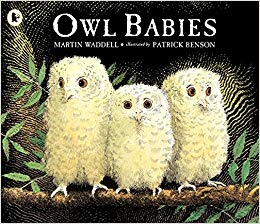 OWL BABIES
MARTIN WADDELL • illustrated by PATRICK BENSON